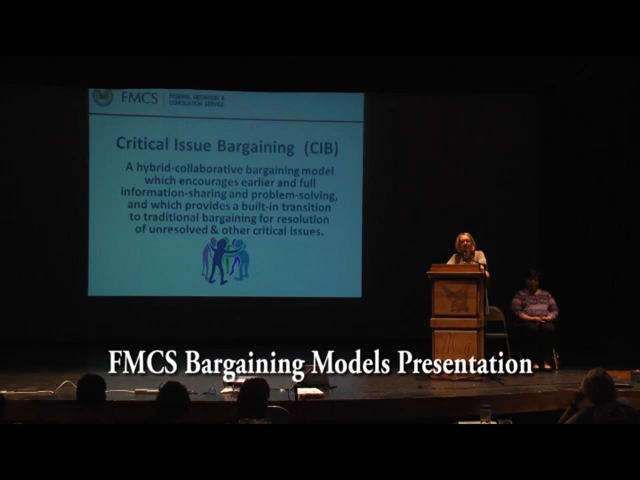 FMCS
FEDERAL MEDIATION &
CONCILIATION SERVICE
Critical Issue Bargaining (CIB)
A hybrid-collaborative bargaining model
which encourages earlier and full
information-sharing and problem-solving,
and which provides a built-in transition
to traditional bargaining for resolution
of unresolved & other critical issues.
FMCS Bargaining Models Presentation